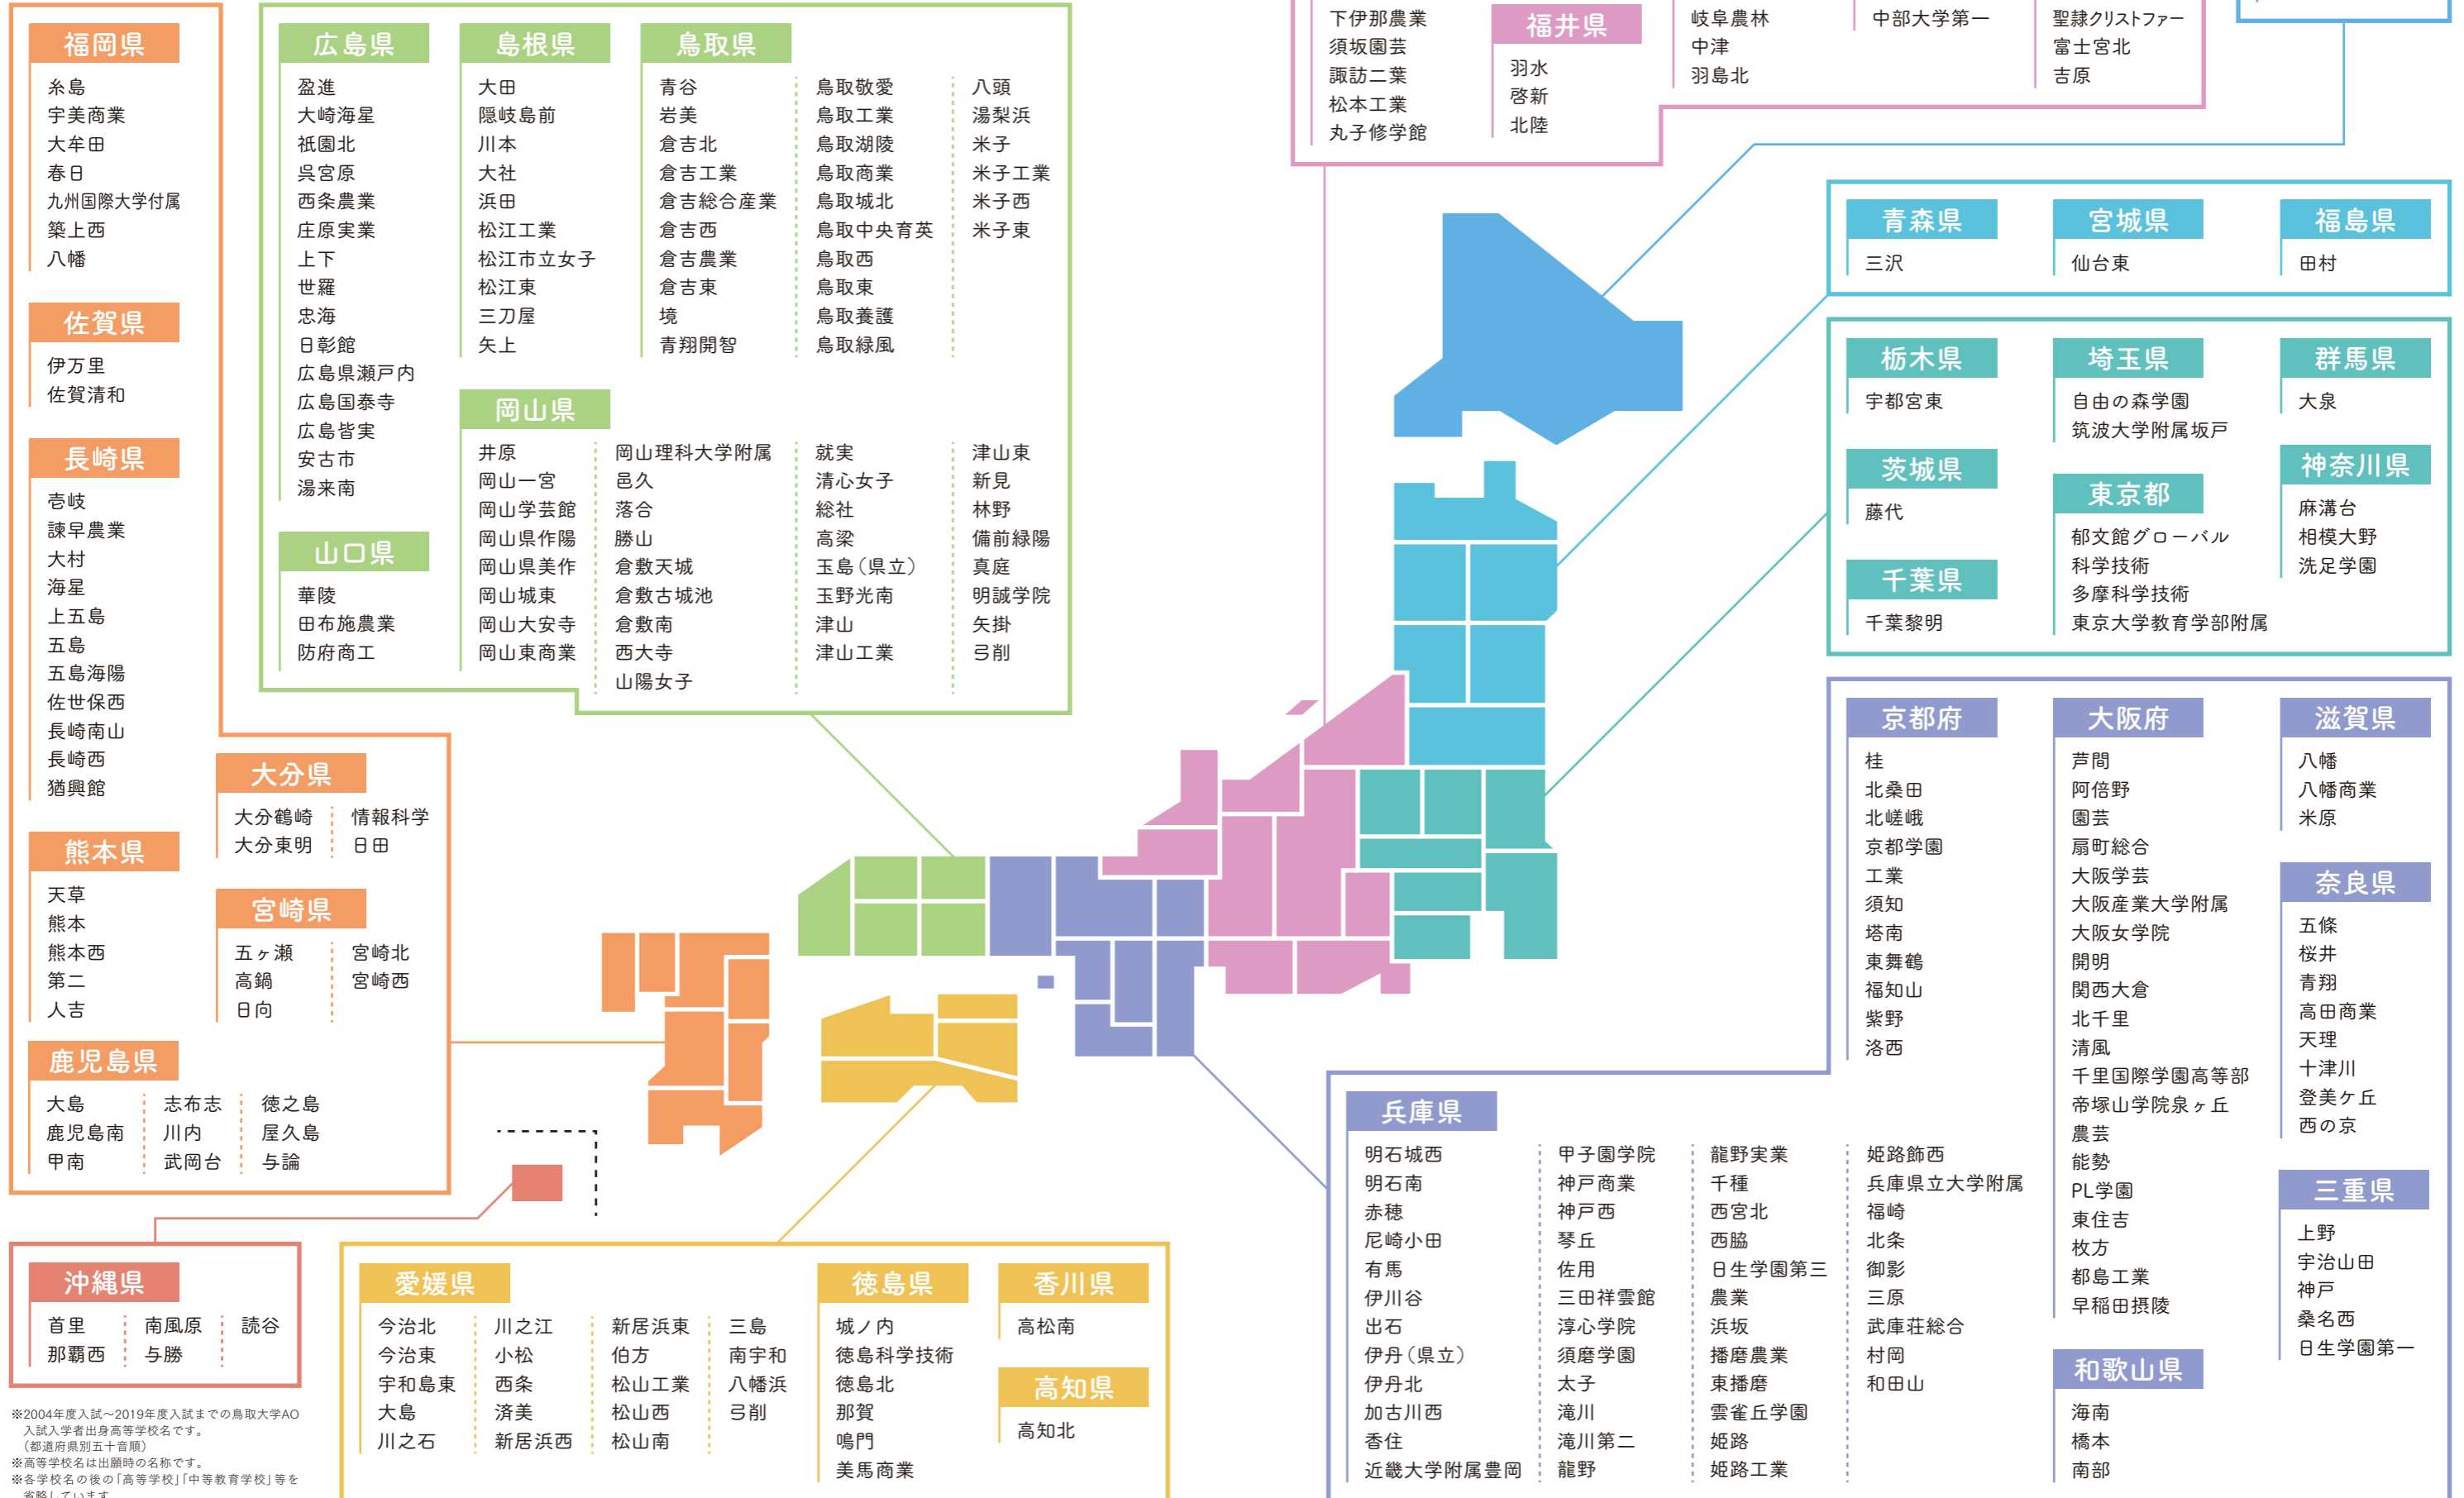 福岡県
糸島
宇美商業
大牟田
春日
九州国際大学付属
築上西
八幡
佐賀県
伊万里
佐賀清和
長崎県
壱岐
諫早農業
大村
海星
上五島
五島
五島海陽
佐世保西
長崎南山
長崎西
猶興館
熊本県
天草
熊本
熊本西
第二
人吉
大分県
大分鶴崎
大分東明
情報科学
日田
宮崎県
五ヶ瀬
高鍋
日向
宮崎北
宮崎西
鹿児島県
大島
鹿児島南
甲南
志布志
川内
武岡台
徳之島
屋久島
与論
沖縄県
首里
那覇西
南風原
与勝
読谷
※2004年度入試～2019年度入試までの鳥取大学AO
入試入学者出身高等学校名です。
（都道府県別五十音順）
※高等学校名は出願時の名称です。
※各学校名の後の「高等学校」「中等教育学校」等を
省略しています
広島県
盈進
大崎海星
祇園北
呉宮原
西条農業
庄原実業
上下
世羅
忠海
日彰館
広島県瀬戸内
広島国泰寺
広島皆実
安古市
湯来南
山口県
華陵
田布施農業
防府商工
島根県
大田
隠岐島前
川本
大社
浜田
松江工業
松江市立女子
松江東
三刀屋
矢上
鳥取県
青谷
岩美
倉吉北
倉吉工業
倉吉総合産業
倉吉西
倉吉農業
倉吉東
境
青翔開智
鳥取敬愛
鳥取工業
鳥取湖陵
鳥取商業
鳥取城北
鳥取中央育英
鳥取西
鳥取東
鳥取養護
鳥取緑風
八頭
湯梨浜
米子
米子工業
米子西
米子東
岡山県
井原
岡山一宮
岡山学芸館
岡山県作陽
岡山県美作
岡山城東
岡山大安寺
岡山東商業
岡山理科大学附属
邑久
落合
勝山
倉敷天城
倉敷古城池
倉敷南
西大寺
山陽女子
就実
清心女子
総社
高梁
玉島（県立）
玉野光南
津山
津山工業
津山東
新見
林野
備前緑陽
真庭
明誠学院
矢掛
弓削
愛媛県
今治北
今治東
宇和島東
大島
川之石
川之江
小松
西条
済美
新居浜西
新居浜東
伯方
松山工業
松山西
松山南
三島
南宇和
八幡浜
弓削
徳島県
城ノ内
徳島科学技術
徳島北
那賀
鳴門
美馬商業
香川県
高松南
高知県
高知北
下伊那農業
須坂園芸
諏訪二葉
松本工業
丸子修学館
福井県
羽水
啓新
北陸
岐阜農林
中津
羽島北
中部大学第一
聖隷クリストファー
富士宮北
吉原
青森県
三沢
宮城県
仙台東
福島県
田村
栃木県
宇都宮東
茨城県
藤代
千葉県
千葉黎明
埼玉県
自由の森学園
筑波大学附属坂戸
東京都
郁文館グローバル
科学技術
多摩科学技術
東京大学教育学部附属
群馬県
大泉
神奈川県
麻溝台
相模大野
洗足学園
京都府
桂
北桑田
北嵯峨
京都学園
工業
須知
塔南
東舞鶴
福知山
紫野
洛西
大阪府
芦間
阿倍野
園芸
扇町総合
大阪学芸
大阪産業大学附属
大阪女学院
開明
関西大倉
北千里
清風
千里国際学園高等部
帝塚山学院泉ヶ丘
農芸
能勢
PL学園
東住吉
枚方
都島工業
早稲田摂陵
滋賀県
八幡
八幡商業
米原
奈良県
五條
桜井
青翔
高田商業
天理
十津川
登美ケ丘
西の京
三重県
上野
宇治山田
神戸
桑名西
日生学園第一
和歌山県
海南
橋本
南部
兵庫県
明石城西
明石南
赤穂
尼崎小田
有馬
伊川谷
出石
伊丹（県立）
伊丹北
加古川西
香住
近畿大学附属豊岡
甲子園学院
神戸商業
神戸西
琴丘
佐用
三田祥雲館
淳心学院
須磨学園
太子
滝川
滝川第二
龍野
龍野実業
千種
西宮北
西脇
日生学園第三
農業
浜坂
播磨農業
東播磨
雲雀丘学園
姫路
姫路工業
姫路飾西
兵庫県立大学附属
福崎
北条
御影
三原
武庫荘総合
村岡
和田山